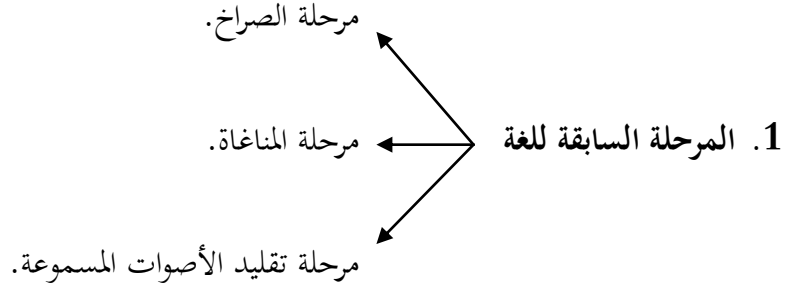 مرحلة الصراخ.
1. المرحلة السابقة للغة
مرحلة المناغاة.
مرحلة تقليد الأصوات المسموعة.